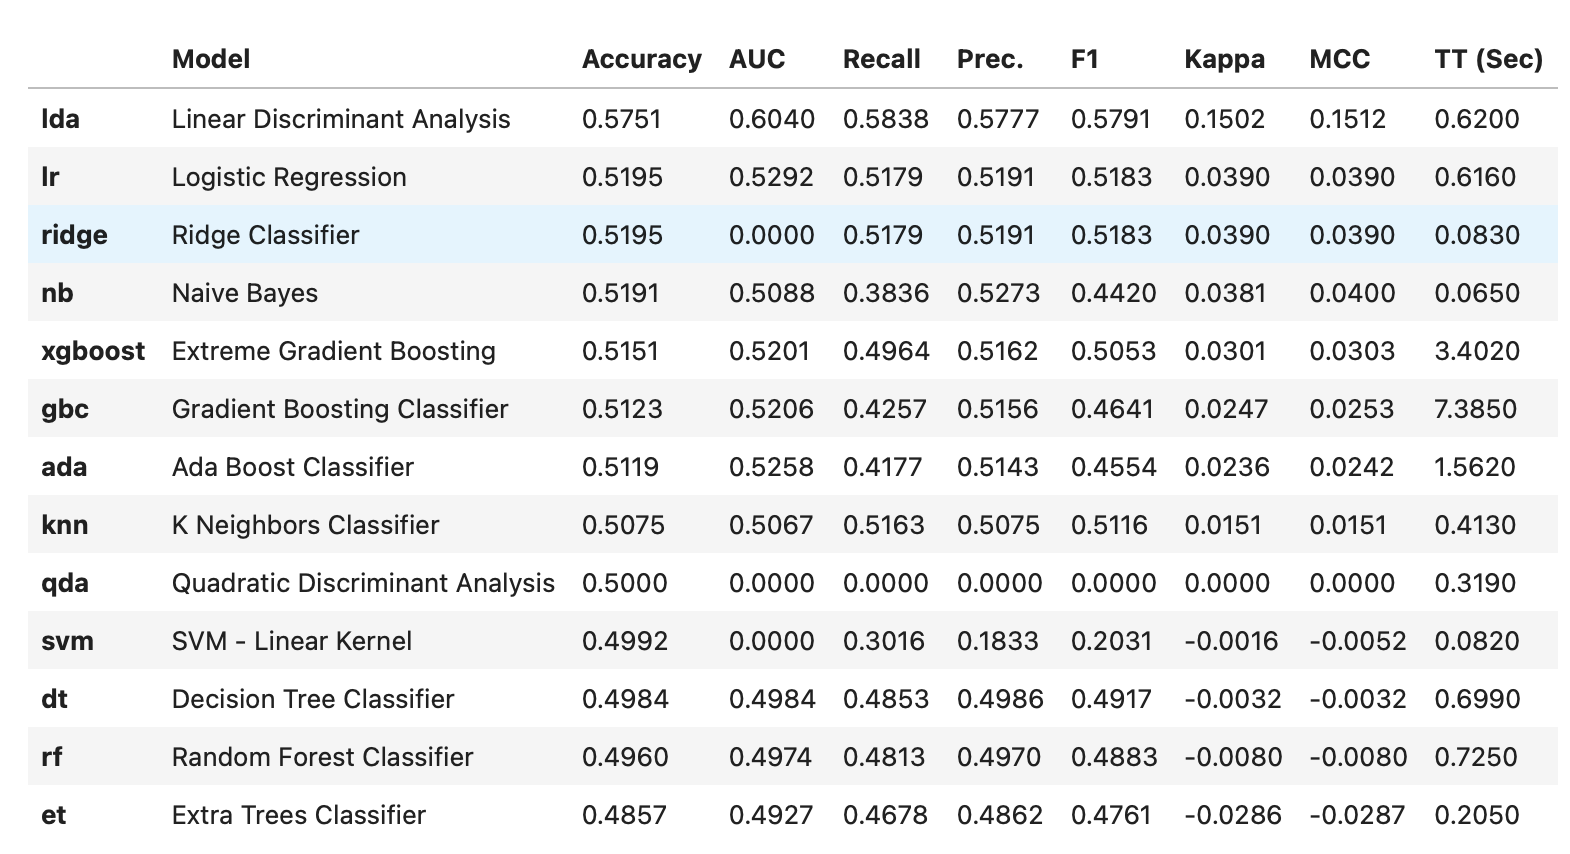 Model Accuracy AUC Recall Prec. F1 Kappa MCC TT (Sec)
lda Linear Discriminant Analysis 0.5751 0.6040 0.5838 0.5777 0.5791 0.1502 0.1512 0.6200
lr Logistic Regression 0.5195 0.5292 0.5179 0.5191 0.5183 0.0390 0.0390 0.6160
ridge Ridge Classifier 0.5195 0.0000 0.5179 0.5191 0.5183 0.0390 0.0390 0.0830
nb Naive Bayes 0.5191 0.5088 0.3836 0.5273 0.4420 0.0381 0.0400 0.0650
xgboost Extreme Gradient Boosting 0.5151 0.5201 0.4964 0.5162 0.5053 0.0301 0.0303 3.4020
gbc Gradient Boosting Classifier 0.5123 0.5206 0.4257 0.5156 0.4641 0.0247 0.0253 7.3850
ada Ada Boost Classifier 0.5119 0.5258 0.4177 0.5143 0.4554 0.0236 0.0242 1.5620
knn K Neighbors Classifier 0.5075 0.5067 0.5163 0.5075 0.5116 0.0151 0.0151 0.4130
qda Quadratic Discriminant Analysis 0.5000 0.0000 0.0000 0.0000 0.0000 0.0000 0.0000 0.3190
svm SVM - Linear Kernel 0.4992 0.0000 0.3016 0.1833 0.2031 -0.0016 -0.0052 0.0820
dt Decision Tree Classifier 0.4984 0.4984 0.4853 0.4986 0.4917 -0.0032 -0.0032 0.6990
rf Random Forest Classifier 0.4960 0.4974 0.4813 0.4970 0.4883 -0.0080 -0.0080 0.7250
et Extra Trees Classifier 0.4857 0.4927 0.4678 0.4862 0.4761 -0.0286 -0.0287 0.2050